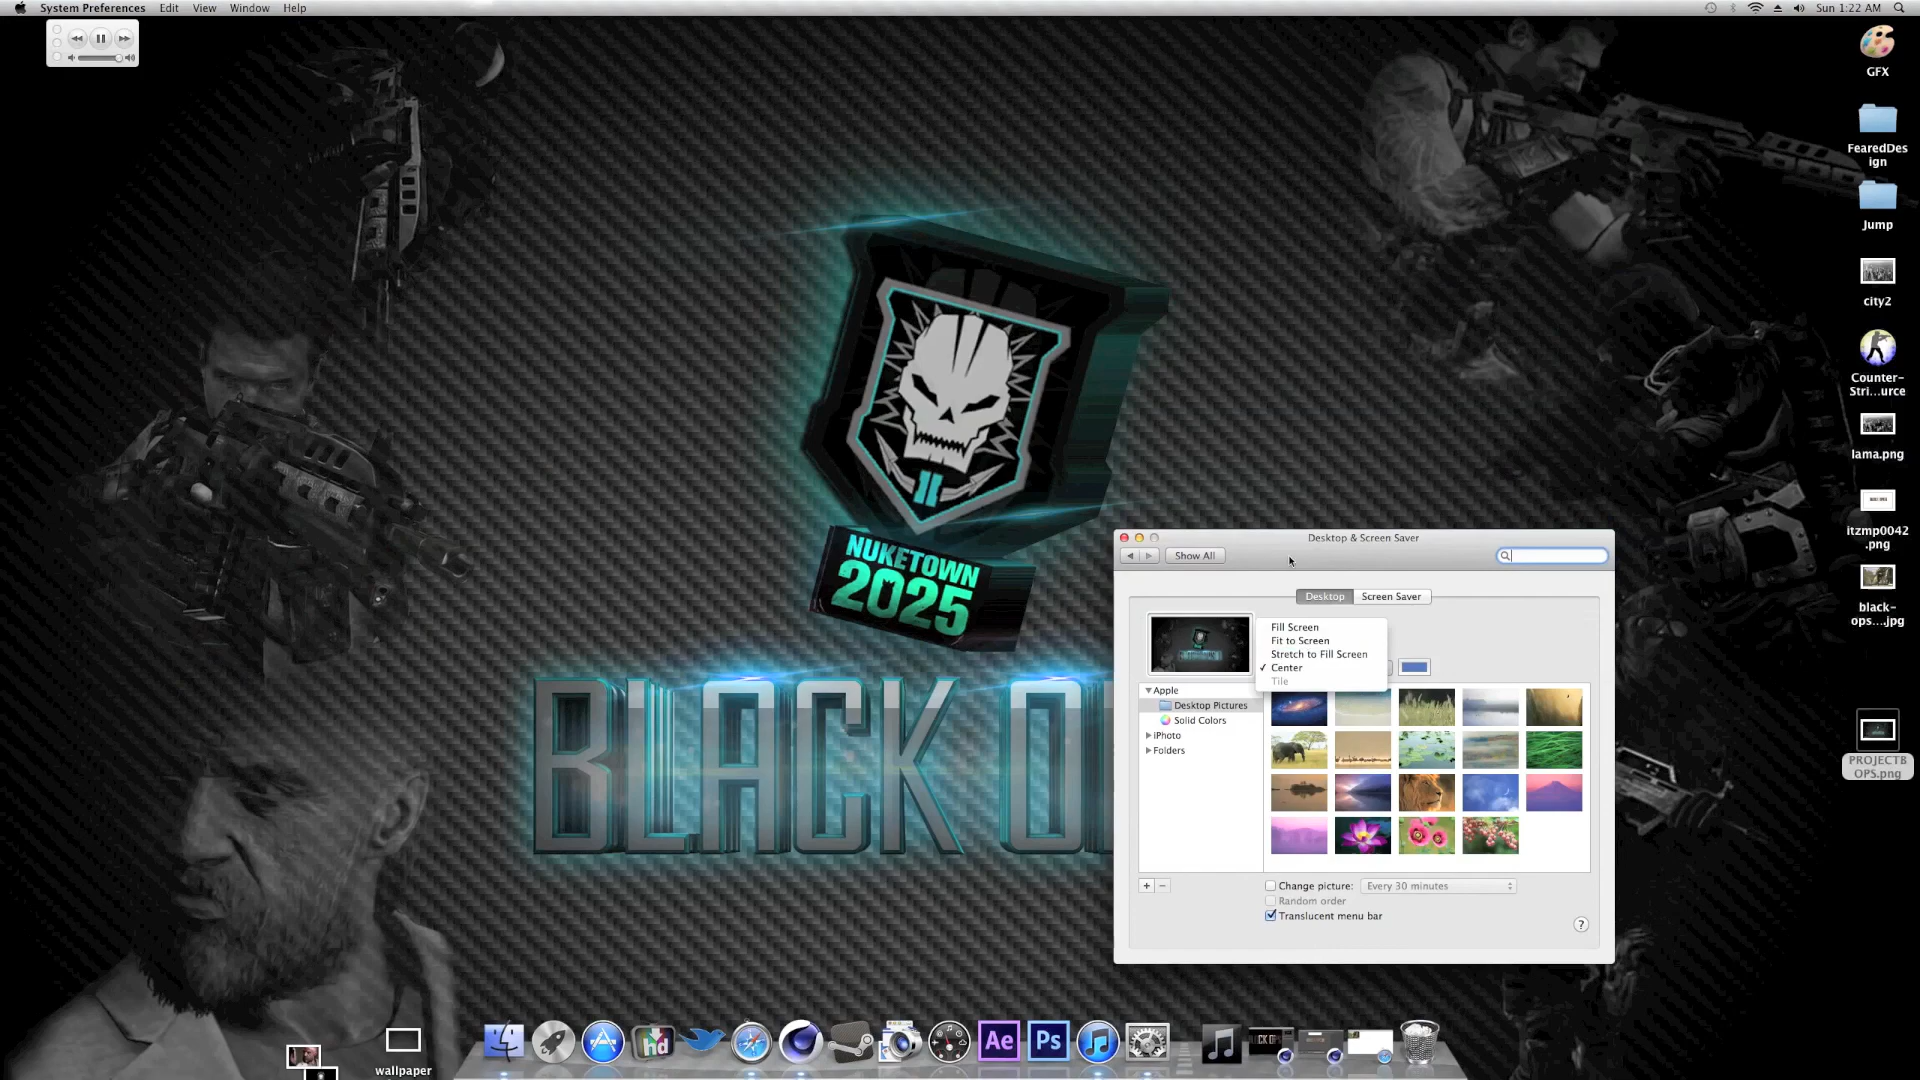 System Preferences Edit View Window Help
Sun 1:22 AM
GFX
FearedDes
ign
Jump
city2
Counter-
Stri...urce
lama.png
itzmp0042
.png
black-
ops....jpg
PROJECTB
OPS.png
NUKETOWN
2025
BLACK O
Desktop & Screen Saver
Show All
Desktop Screen Saver
Fill Screen
Fit to Screen
Stretch to Fill Screen
✓ Center
Tile
Apple
Desktop Pictures
Solid Colors
iPhoto
Folders
+ −
Change picture: Every 30 minutes
Random order
Translucent menu bar
?
wallpaper
hd
Ae
Ps
BLACK OPS